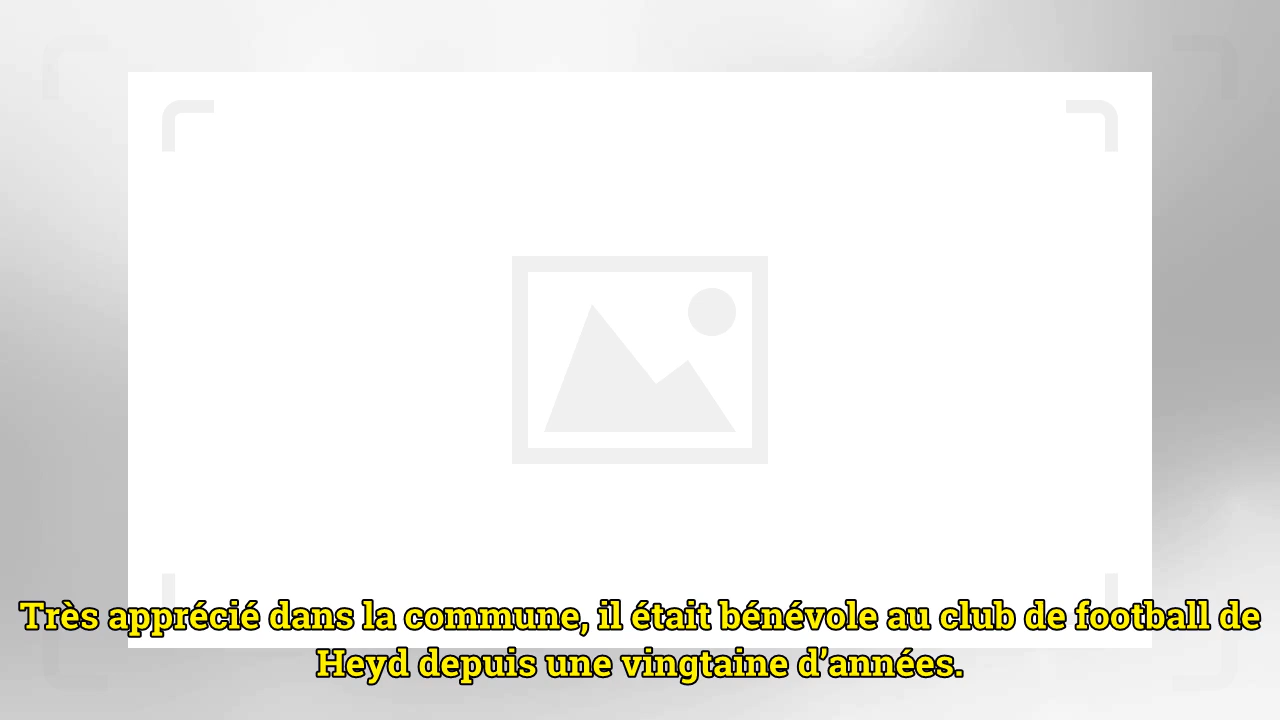 Très apprécié dans la commune, il était bénévole au club de football de
Heyd depuis une vingtaine d’années.